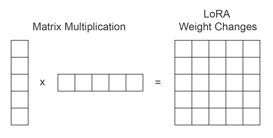 LoRA
Matrix Multiplication
Weight Changes
x
=